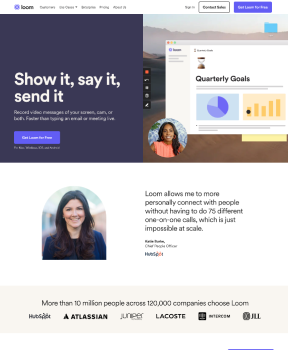 loom
Customers Use Cases Enterprise Pricing About Us
Sign In Contact Sales Get Loom for Free
Show it, say it,
send it
Record video messages of your screen, cam, or
both. Faster than typing an email or meeting live.
Get Loom for Free
Quarterly Goals
Loom allows me to more
personally connect with people
without having to do 75 different
one-on-one calls, which is just
impossible at scale.
Katie Burke,
Chief People Officer
HubSpot
More than 10 million people across 120,000 companies choose Loom
HubSpot ATLASSIAN JUNIPER LACOSTE INTERCOM JLL